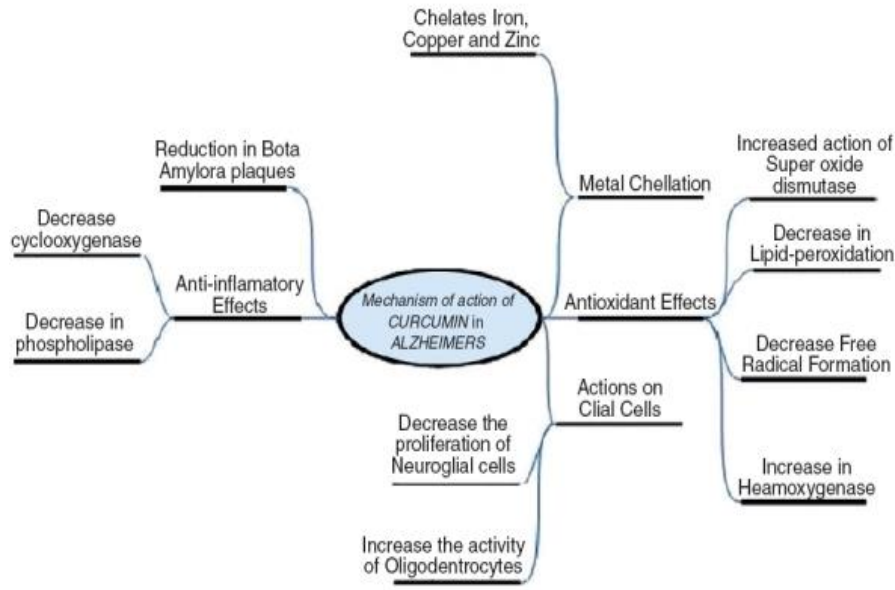 Chelates Iron,
Copper and Zinc
Reduction in Bota
Amylora plaques
Increased action of
Super oxide
dismutase
Metal Chellation
Decrease
cyclooxygenase
Decrease in
Lipid-peroxidation
Anti-inflamatory
Effects
Mechanism of action of
CURCUMIN in
ALZHEIMERS
Antioxidant Effects
Decrease in
phospholipase
Decrease Free
Radical Formation
Actions on
Clial Cells
Decrease the
proliferation of
Neuroglial cells
Increase in
Heamoxygenase
Increase the activity
of Oligodentrocytes